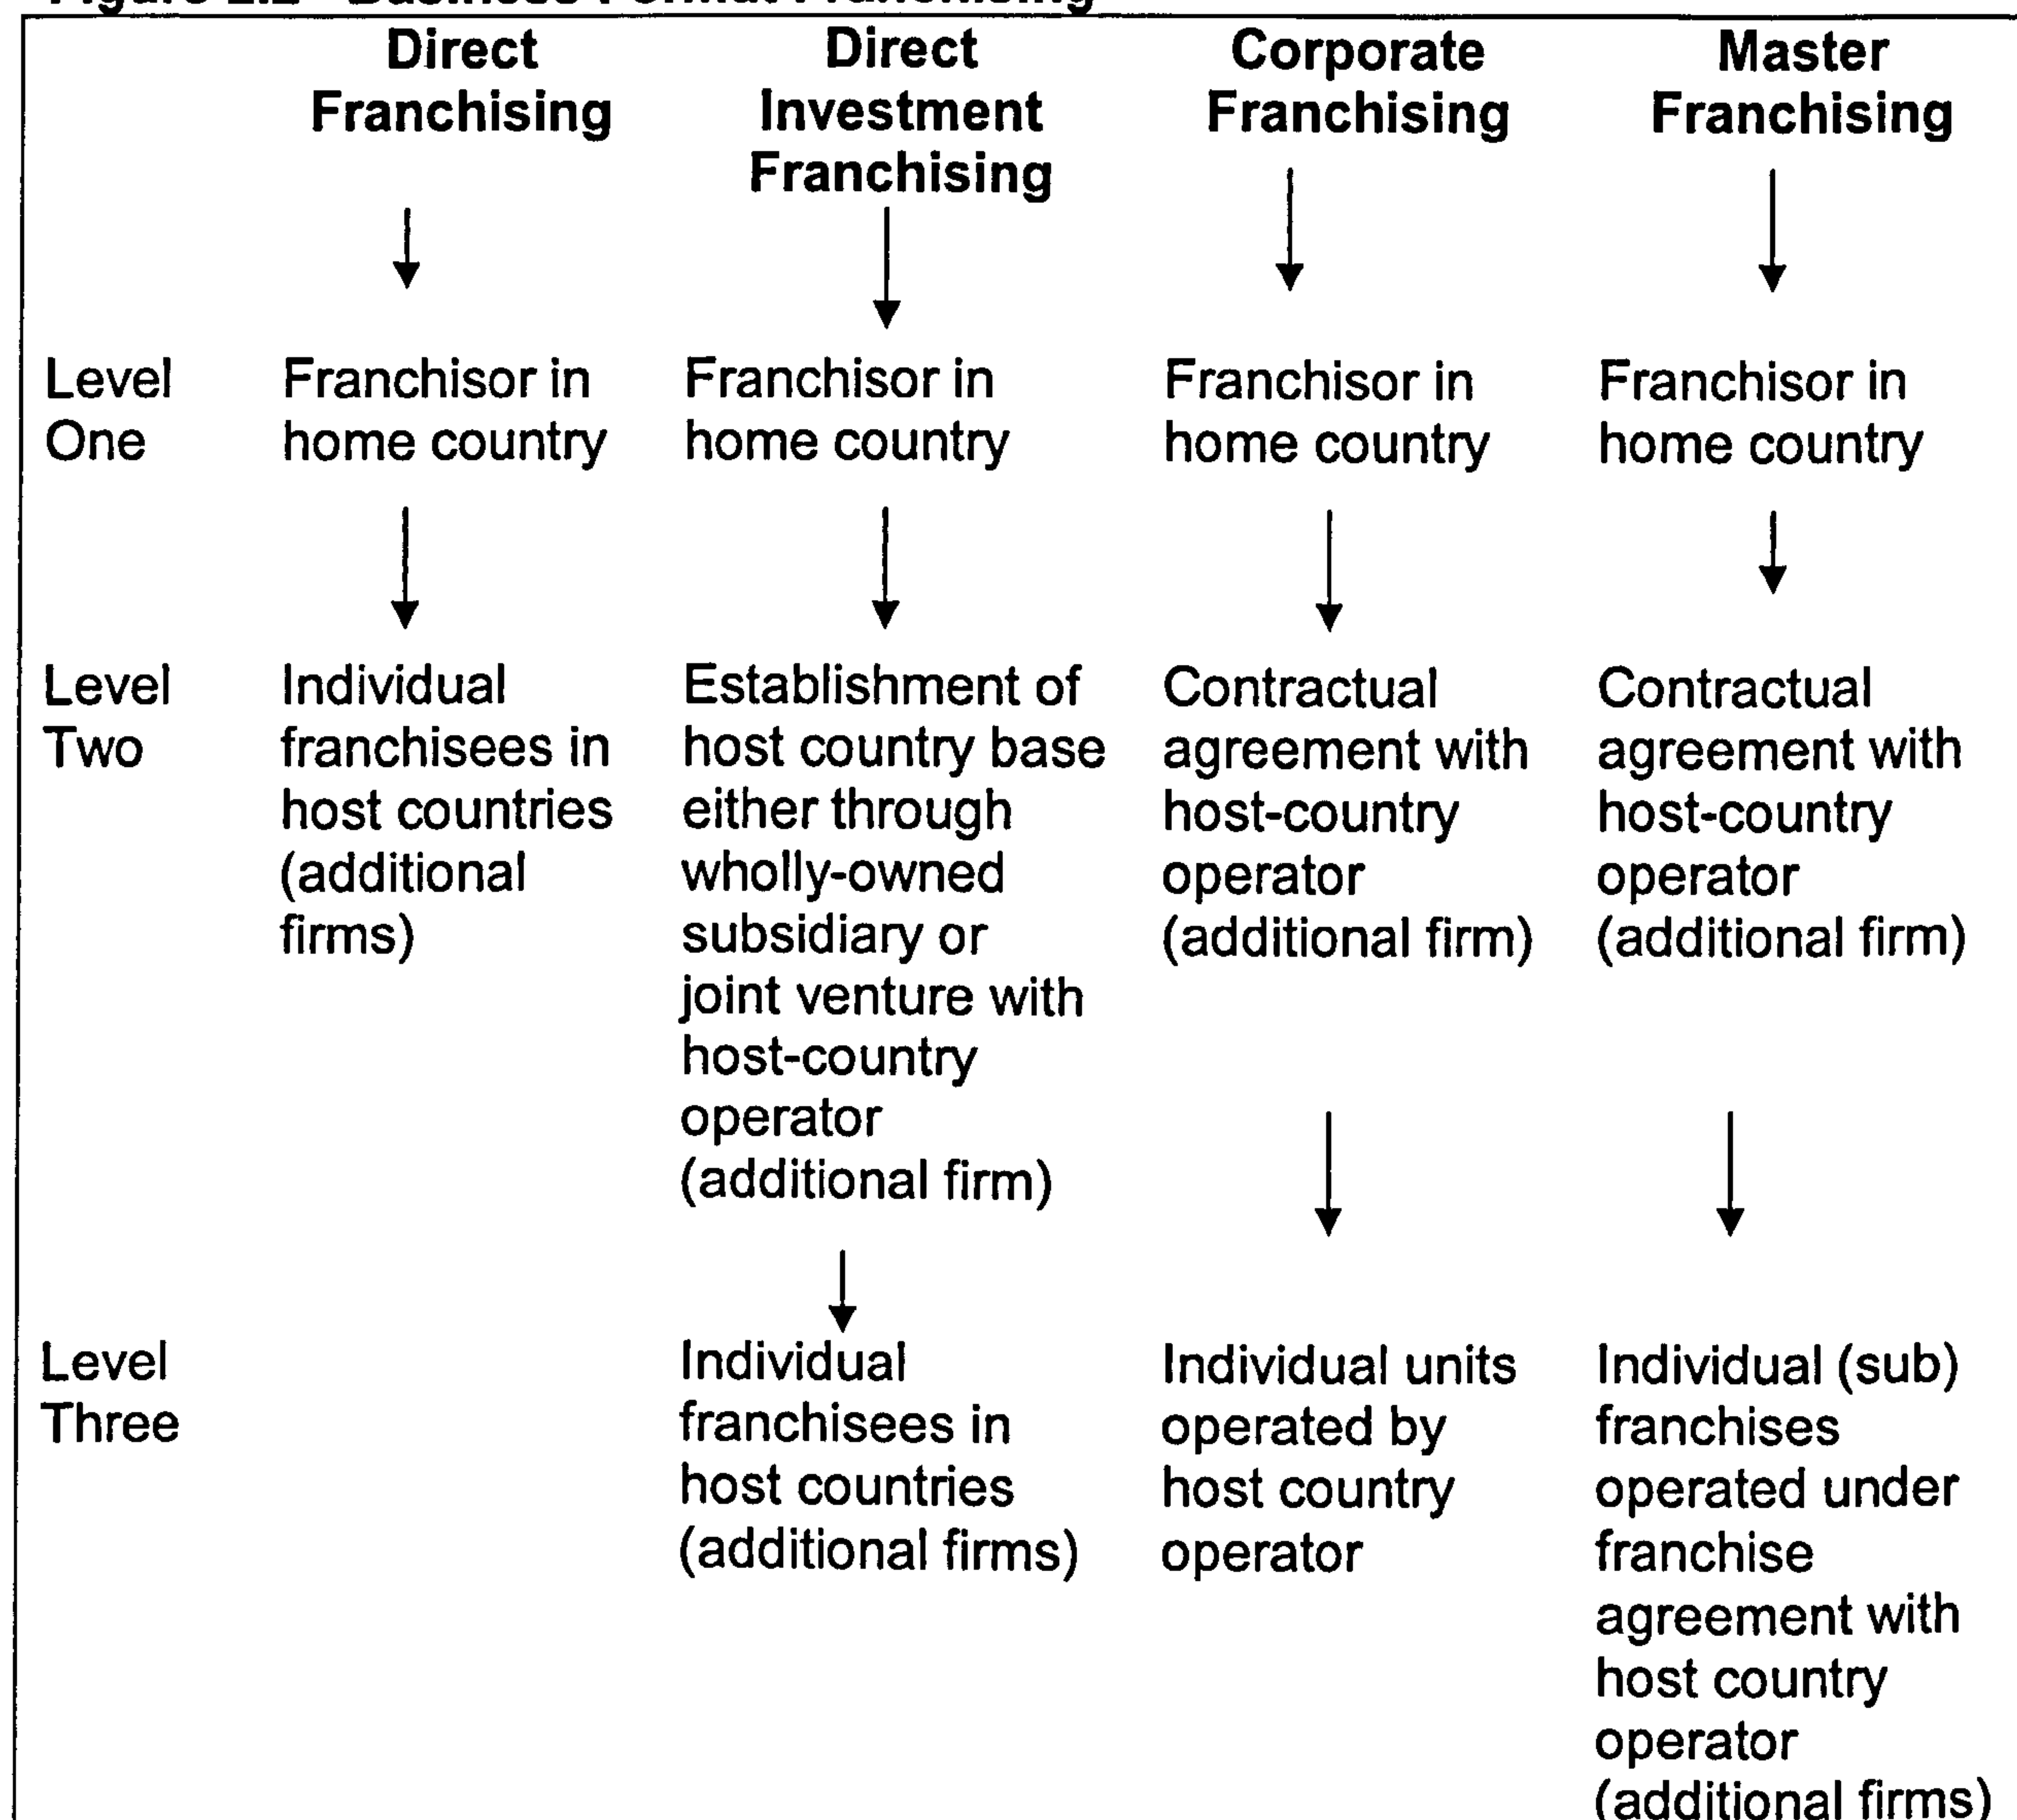 Direct
Franchising
Direct
Investment
Franchising
Corporate
Franchising
Master
Franchising
Level
One
Franchisor in
home country
Franchisor in
home country
Franchisor in
home country
Franchisor in
home country
Level
Two
Individual
franchisees in
host countries
(additional
firms)
Establishment of
host country base
either through
wholly-owned
subsidiary or
joint venture with
host-country
operator
(additional firm)
Contractual
agreement with
host-country
operator
(additional firm)
Contractual
agreement with
host-country
operator
(additional firm)
Level
Three
Individual
franchisees in
host countries
(additional firms)
Individual units
operated by
host country
operator
Individual (sub)
franchises
operated under
franchise
agreement with
host country
operator
(additional firms)